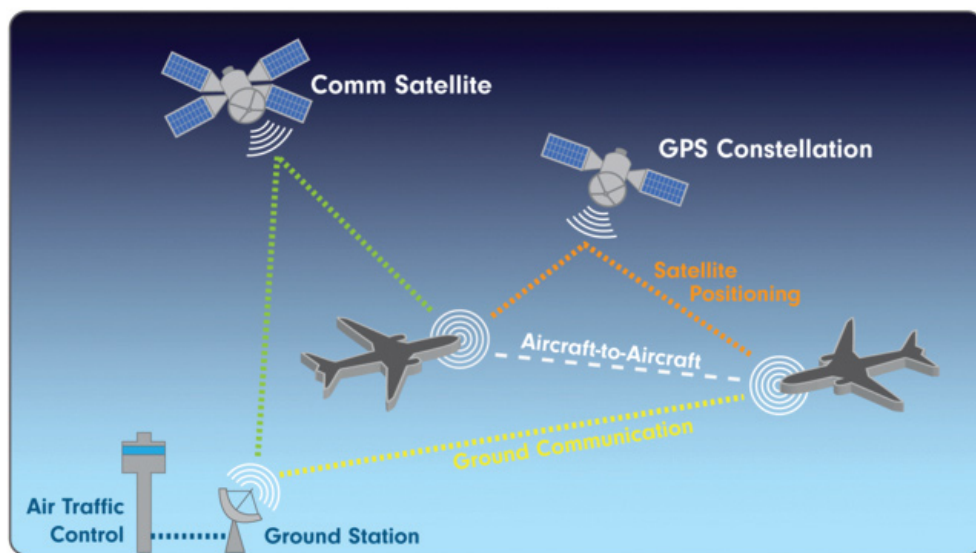 Comm Satellite
GPS Constellation
Satellite
Positioning
Aircraft-to-Aircraft
Ground Communication
Air Traffic
Control
Ground Station